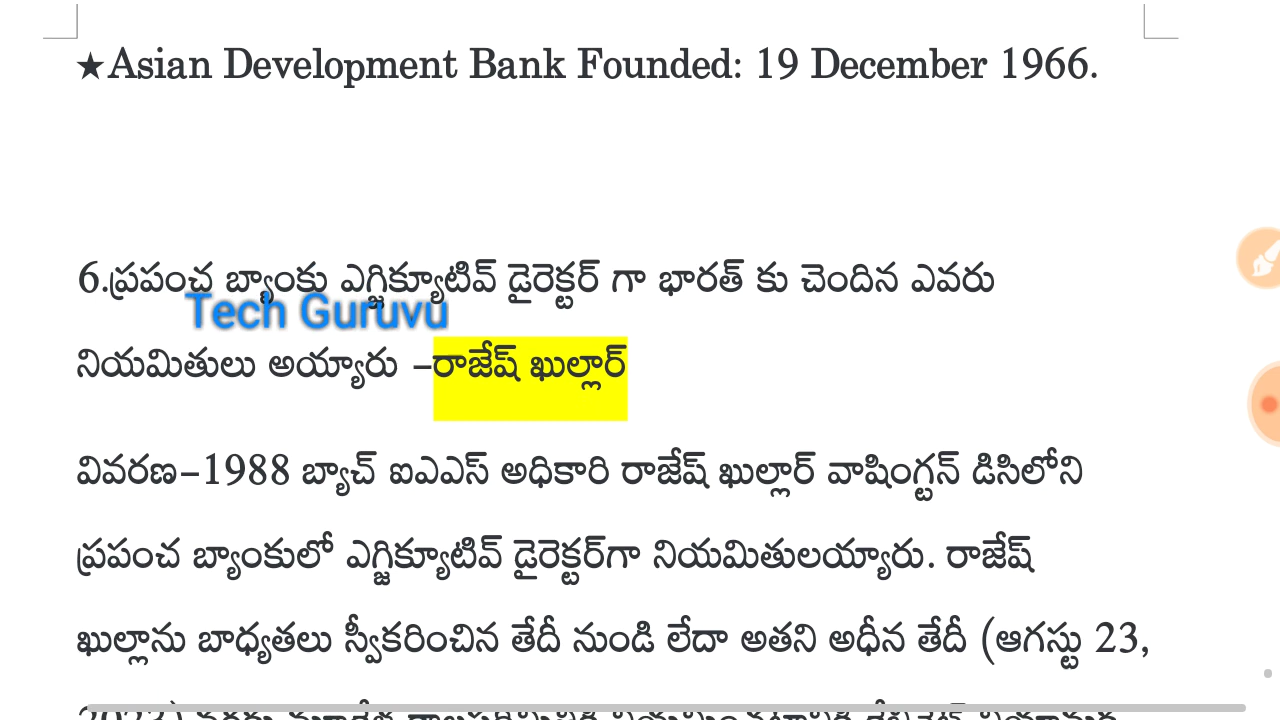 ★Asian Development Bank Founded: 19 December 1966.
6.ప్రపంచ బ్యాంకు ఎగ్జిక్యూటివ్ డైరెక్టర్ గా భారత్ కు చెందిన ఎవరు
Tech Guruvu
నియమితులు అయ్యారు –రాజేష్ ఖుల్లార్
వివరణ–1988 బ్యాచ్ ఐఎఎస్ అధికారి రాజేష్ ఖుల్లార్ వాషింగ్టన్ డిసిలోని
ప్రపంచ బ్యాంకులో ఎగ్జిక్యూటివ్ డైరెక్టర్‌గా నియమితులయ్యారు. రాజేష్
ఖుల్లాను బాధ్యతలు స్వీకరించిన తేదీ నుండి లేదా అతని అధీన తేదీ (ఆగస్టు 23,